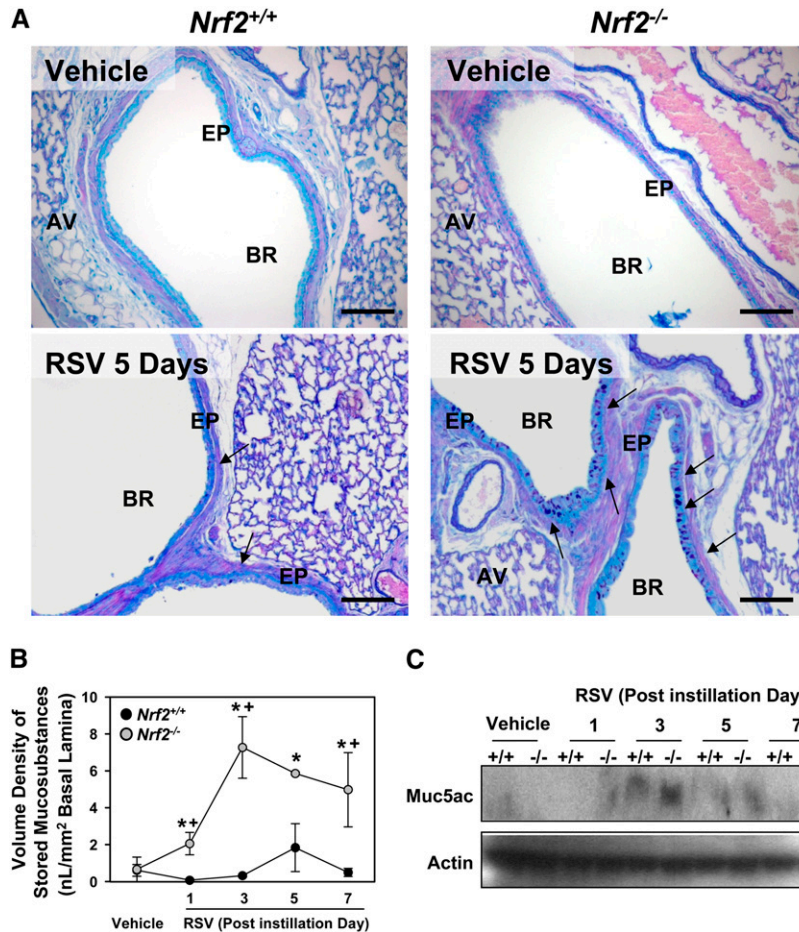 A
Nrf2+/+
Nrf2-/-
Vehicle
EP
AV
BR
Vehicle
EP
AV
BR
RSV 5 Days
EP
BR
EP
RSV 5 Days
EP
BR
EP
AV
BR
B
Volume Density of
Stored Mucosubstances
(nL/mm2 Basal Lamina)
10
8
6
4
2
0
Nrf2+/+
Nrf2-/-
*+
*+
*
*+
1 3 5 7
Vehicle RSV (Post instillation Day)
C
RSV (Post instillation Day
Vehicle 1 3 5 7
+/+ -/- +/+ -/- +/+ -/- +/+ -/- +/+
Muc5ac
Actin